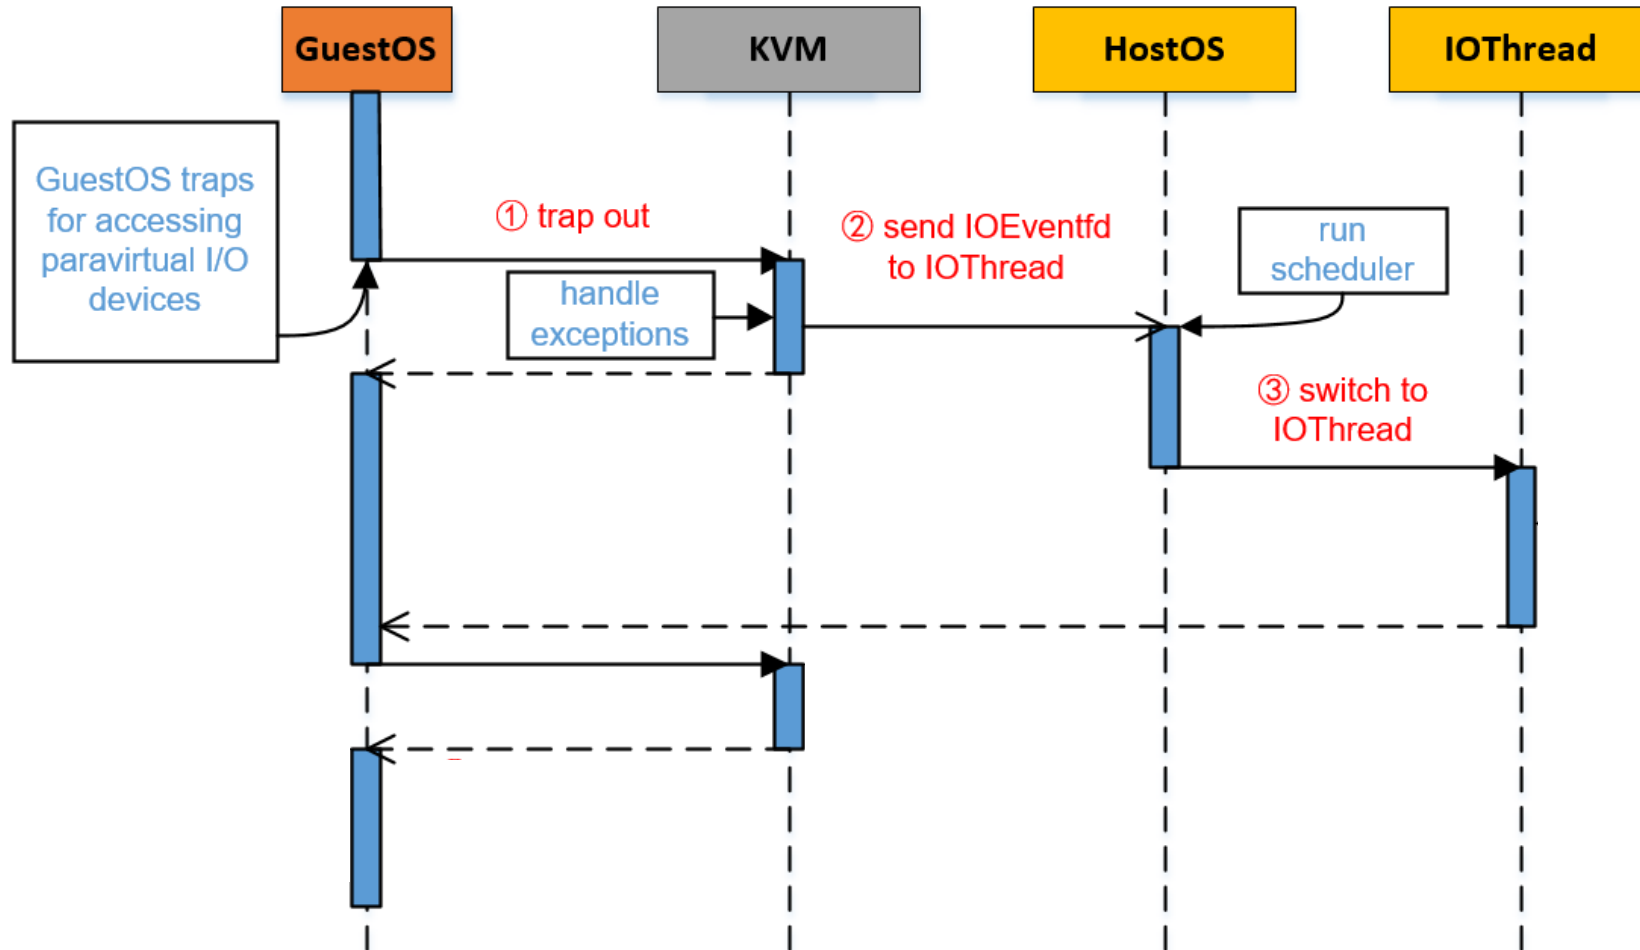 GuestOS
KVM
HostOS
IOThread
GuestOS traps
for accessing
paravirtual I/O
devices
① trap out
② send IOEventfd
to IOThread
run
scheduler
handle
exceptions
③ switch to
IOThread